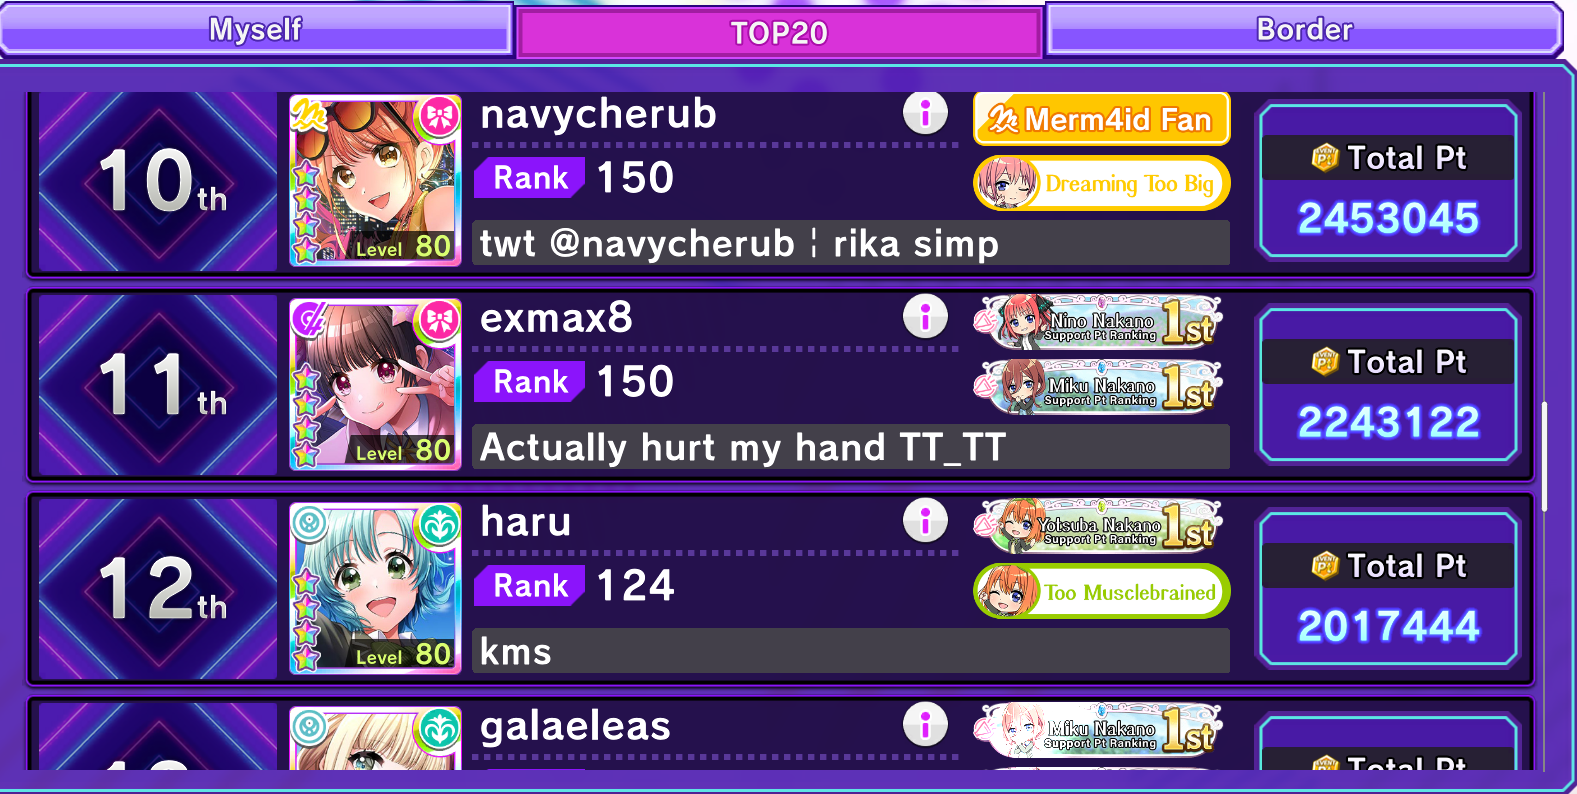 Myself
TOP20
Border
10th
Level 80
navycherub
Rank 150
twt @navycherub ¦ rika simp
Merm4id Fan
Dreaming Too Big
Total Pt
2453045
11th
Level 80
exmax8
Rank 150
Actually hurt my hand TT_TT
Nino Nakano
Support Pt Ranking 1st
Miku Nakano
Support Pt Ranking 1st
Total Pt
2243122
12th
Level 80
haru
Rank 124
kms
Yotsuba Nakano
Support Pt Ranking 1st
Too Musclebrained
Total Pt
2017444
galaeleas
Miku Nakano
Support Pt Ranking 1st
Total Pt